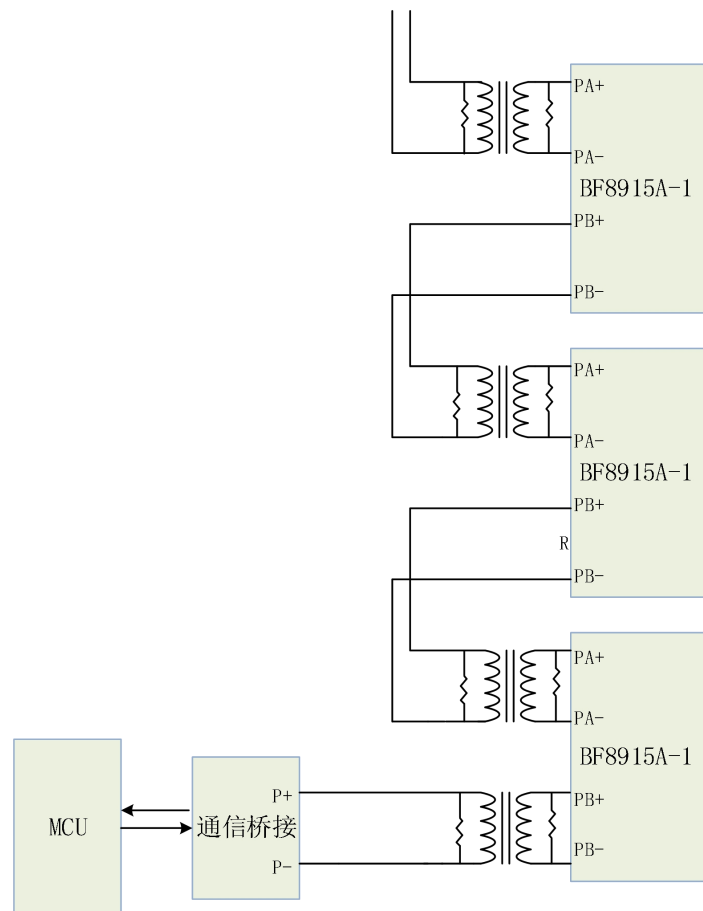 PA+
PA-
BF8915A-1
PB+
PB-
PA+
PA-
BF8915A-1
PB+
R
PB-
PA+
PA-
BF8915A-1
PB+
PB-
MCU
P+
通信桥接
P-